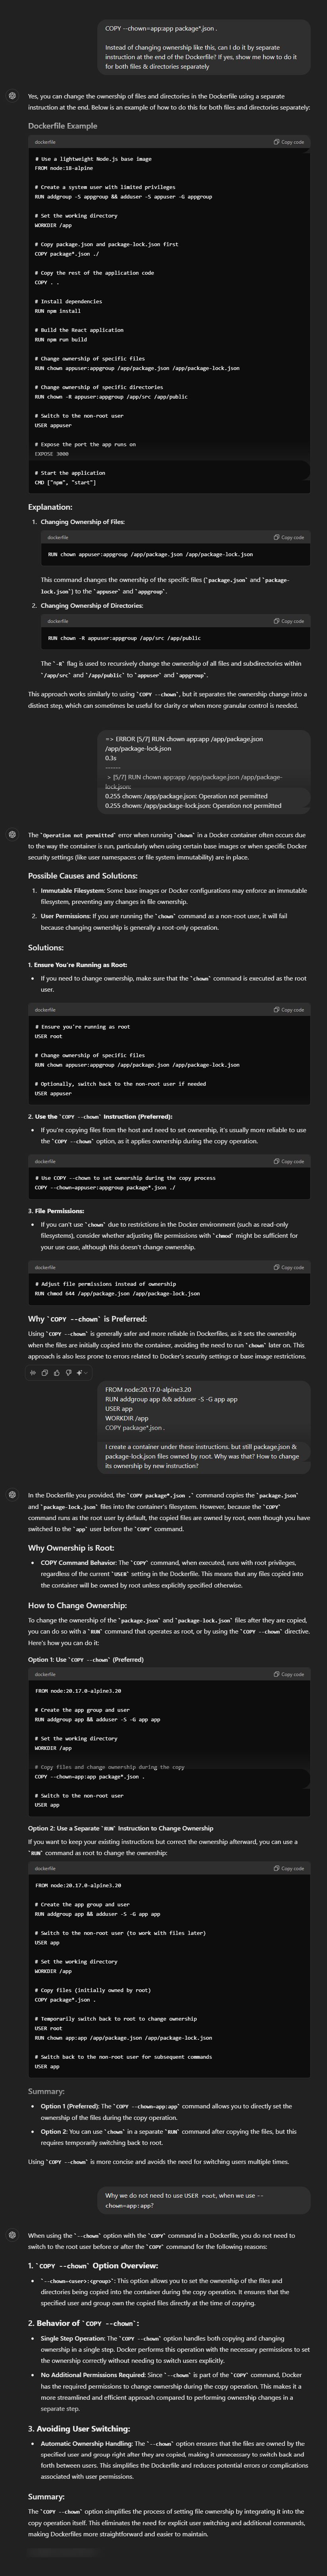 COPY --chown=app:app package*.json .
Instead of changing ownership like this, can I do it by separate
instruction at the end of the Dockerfile? If yes, show me how to do it
for both files & directories separately
Yes, you can change the ownership of files and directories in the Dockerfile using a separate
instruction at the end. Below is an example of how to do this for both files and directories separately:
Dockerfile Example
dockerfile
Copy code
# Use a lightweight Node.js base image
FROM node:18-alpine
# Create a system user with limited privileges
RUN addgroup -S appgroup && adduser -S appuser -G appgroup
# Set the working directory
WORKDIR /app
# Copy package.json and package-lock.json first
COPY package*.json ./
# Copy the rest of the application code
COPY . .
# Install dependencies
RUN npm install
# Build the React application
RUN npm run build
# Change ownership of specific files
RUN chown appuser:appgroup /app/package.json /app/package-lock.json
# Change ownership of specific directories
RUN chown -R appuser:appgroup /app/src /app/public
# Switch to the non-root user
USER appuser
# Expose the port the app runs on
EXPOSE 3000
# Start the application
CMD ["npm", "start"]
Explanation:
1. Changing Ownership of Files:
dockerfile
Copy code
RUN chown appuser:appgroup /app/package.json /app/package-lock.json
This command changes the ownership of the specific files (`package.json` and `package-
lock.json`) to the `appuser` and `appgroup`.
2. Changing Ownership of Directories:
dockerfile
Copy code
RUN chown -R appuser:appgroup /app/src /app/public
The `-R` flag is used to recursively change the ownership of all files and subdirectories within
`/app/src` and `/app/public` to `appuser` and `appgroup`.
This approach works similarly to using `COPY --chown`, but it separates the ownership change into a
distinct step, which can sometimes be useful for clarity or when more granular control is needed.
=> ERROR [5/7] RUN chown app:app /app/package.json
/app/package-lock.json
0.3s
------
> [5/7] RUN chown app:app /app/package.json /app/package-
lock.json:
0.255 chown: /app/package.json: Operation not permitted
0.255 chown: /app/package-lock.json: Operation not permitted
The `Operation not permitted` error when running `chown` in a Docker container often occurs due
to the way the container is run, particularly when using certain base images or when specific Docker
security settings (like user namespaces or file system immutability) are in place.
Possible Causes and Solutions:
1. Immutable Filesystem: Some base images or Docker configurations may enforce an immutable
filesystem, preventing any changes in file ownership.
2. User Permissions: If you are running the `chown` command as a non-root user, it will fail
because changing ownership is generally a root-only operation.
Solutions:
1. Ensure You're Running as Root:
• If you need to change ownership, make sure that the `chown` command is executed as the root
user.
dockerfile
Copy code
# Ensure you're running as root
USER root
# Change ownership of specific files
RUN chown appuser:appgroup /app/package.json /app/package-lock.json
# Optionally, switch back to the non-root user if needed
USER appuser
2. Use the `COPY --chown` Instruction (Preferred):
• If you're copying files from the host and need to set ownership, it's usually more reliable to use
the `COPY --chown` option, as it applies ownership during the copy operation.
dockerfile
Copy code
# Use COPY --chown to set ownership during the copy process
COPY --chown=appuser:appgroup package*.json ./
3. File Permissions:
• If you can't use `chown` due to restrictions in the Docker environment (such as read-only
filesystems), consider whether adjusting file permissions with `chmod` might be sufficient for
your use case, although this doesn't change ownership.
dockerfile
Copy code
# Adjust file permissions instead of ownership
RUN chmod 644 /app/package.json /app/package-lock.json
Why `COPY --chown` is Preferred:
Using `COPY --chown` is generally safer and more reliable in Dockerfiles, as it sets the ownership
when the files are initially copied into the container, avoiding the need to run `chown` later on. This
approach is also less prone to errors related to Docker's security settings or base image restrictions.
FROM node:20.17.0-alpine3.20
RUN addgroup app && adduser -S -G app app
USER app
WORKDIR /app
COPY package*.json .
I create a container under these instructions. but still package.json &
package-lock.json files owned by root. Why was that? How to change
its ownership by new instruction?
In the Dockerfile you provided, the `COPY package*.json .` command copies the `package.json`
and `package-lock.json` files into the container's filesystem. However, because the `COPY`
command runs as the root user by default, the copied files are owned by root, even though you have
switched to the `app` user before the `COPY` command.
Why Ownership is Root:
• COPY Command Behavior: The `COPY` command, when executed, runs with root privileges,
regardless of the current `USER` setting in the Dockerfile. This means that any files copied into
the container will be owned by root unless explicitly specified otherwise.
How to Change Ownership:
To change the ownership of the `package.json` and `package-lock.json` files after they are copied,
you can do so with a `RUN` command that operates as root, or by using the `COPY --chown` directive.
Here's how you can do it:
Option 1: Use `COPY --chown` (Preferred)
dockerfile
Copy code
FROM node:20.17.0-alpine3.20
# Create the app group and user
RUN addgroup app && adduser -S -G app app
# Set the working directory
WORKDIR /app
# Copy files and change ownership during the copy
COPY --chown=app:app package*.json .
# Switch to the non-root user
USER app
Option 2: Use a Separate `RUN` Instruction to Change Ownership
If you want to keep your existing instructions but correct the ownership afterward, you can use a
`RUN` command as root to change the ownership:
dockerfile
Copy code
FROM node:20.17.0-alpine3.20
# Create the app group and user
RUN addgroup app && adduser -S -G app app
# Switch to the non-root user (to work with files later)
USER app
# Set the working directory
WORKDIR /app
# Copy files (initially owned by root)
COPY package*.json .
# Temporarily switch back to root to change ownership
USER root
RUN chown app:app /app/package.json /app/package-lock.json
# Switch back to the non-root user for subsequent commands
USER app
Summary:
• Option 1 (Preferred): The `COPY --chown=app:app` command allows you to directly set the
ownership of the files during the copy operation.
• Option 2: You can use `chown` in a separate `RUN` command after copying the files, but this
requires temporarily switching back to root.
Using `COPY --chown` is more concise and avoids the need for switching users multiple times.
Why we do not need to use USER root, when we use --
chown=app:app?
When using the `--chown` option with the `COPY` command in a Dockerfile, you do not need to
switch to the root user before or after the `COPY` command for the following reasons:
1. `COPY --chown` Option Overview:
• `--chown=<user>:<group>`: This option allows you to set the ownership of the files and
directories being copied into the container during the copy operation. It ensures that the
specified user and group own the copied files directly at the time of copying.
2. Behavior of `COPY --chown`:
• Single Step Operation: The `COPY --chown` option handles both copying and changing
ownership in a single step. Docker performs this operation with the necessary permissions to set
the ownership correctly without needing to switch users explicitly.
• No Additional Permissions Required: Since `--chown` is part of the `COPY` command, Docker
has the required permissions to change ownership during the copy operation. This makes it a
more streamlined and efficient approach compared to performing ownership changes in a
separate step.
3. Avoiding User Switching:
• Automatic Ownership Handling: The `--chown` option ensures that the files are owned by the
specified user and group right after they are copied, making it unnecessary to switch back and
forth between users. This simplifies the Dockerfile and reduces potential errors or complications
associated with user permissions.
Summary:
The `COPY --chown` option simplifies the process of setting file ownership by integrating it into the
copy operation itself. This eliminates the need for explicit user switching and additional commands,
making Dockerfiles more straightforward and easier to maintain.